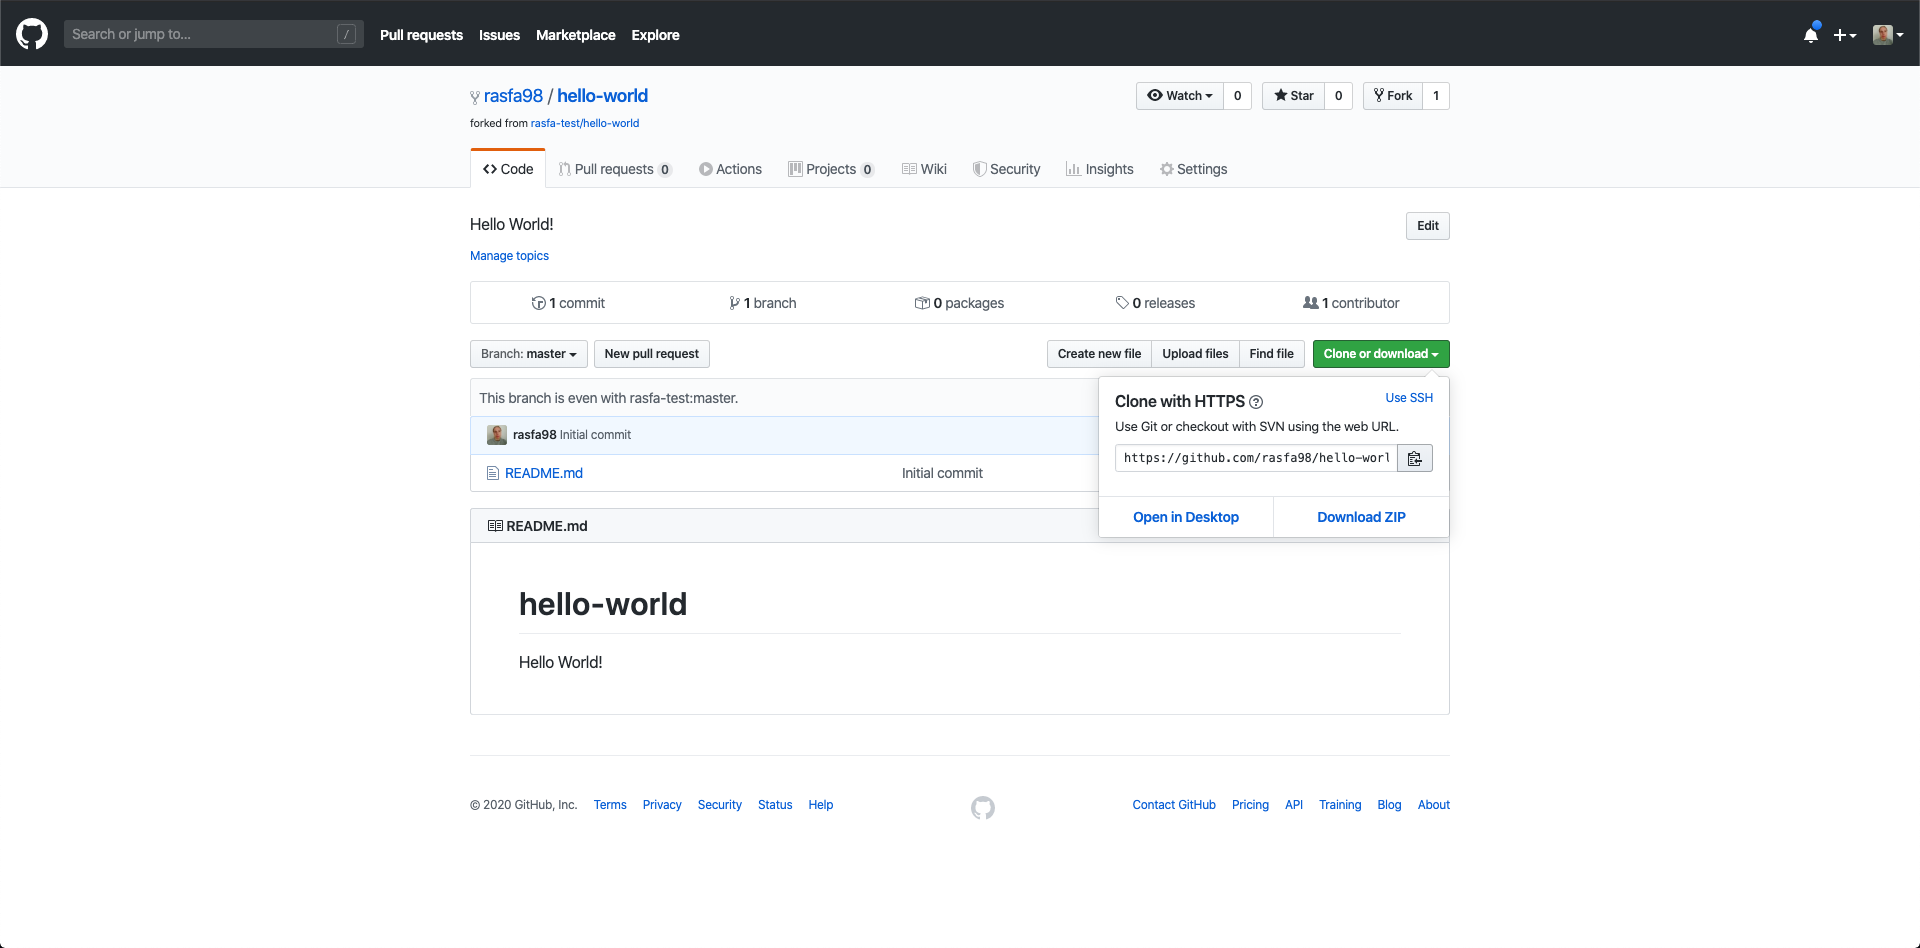 Search or jump to... /
Pull requests Issues Marketplace Explore
rasfa98 / hello-world
Watch 0 Star 0 Fork 1
forked from rasfa-test/hello-world
Code Pull requests 0 Actions Projects 0 Wiki Security Insights Settings
Hello World!
Edit
Manage topics
1 commit 1 branch 0 packages 0 releases 1 contributor
Branch: master New pull request Create new file Upload files Find file Clone or download
This branch is even with rasfa-test:master.
rasfa98 Initial commit
README.md Initial commit
Clone with HTTPS ? Use SSH
Use Git or checkout with SVN using the web URL.
https://github.com/rasfa98/hello-worl
Open in Desktop Download ZIP
README.md
hello-world
Hello World!
© 2020 GitHub, Inc. Terms Privacy Security Status Help Contact GitHub Pricing API Training Blog About